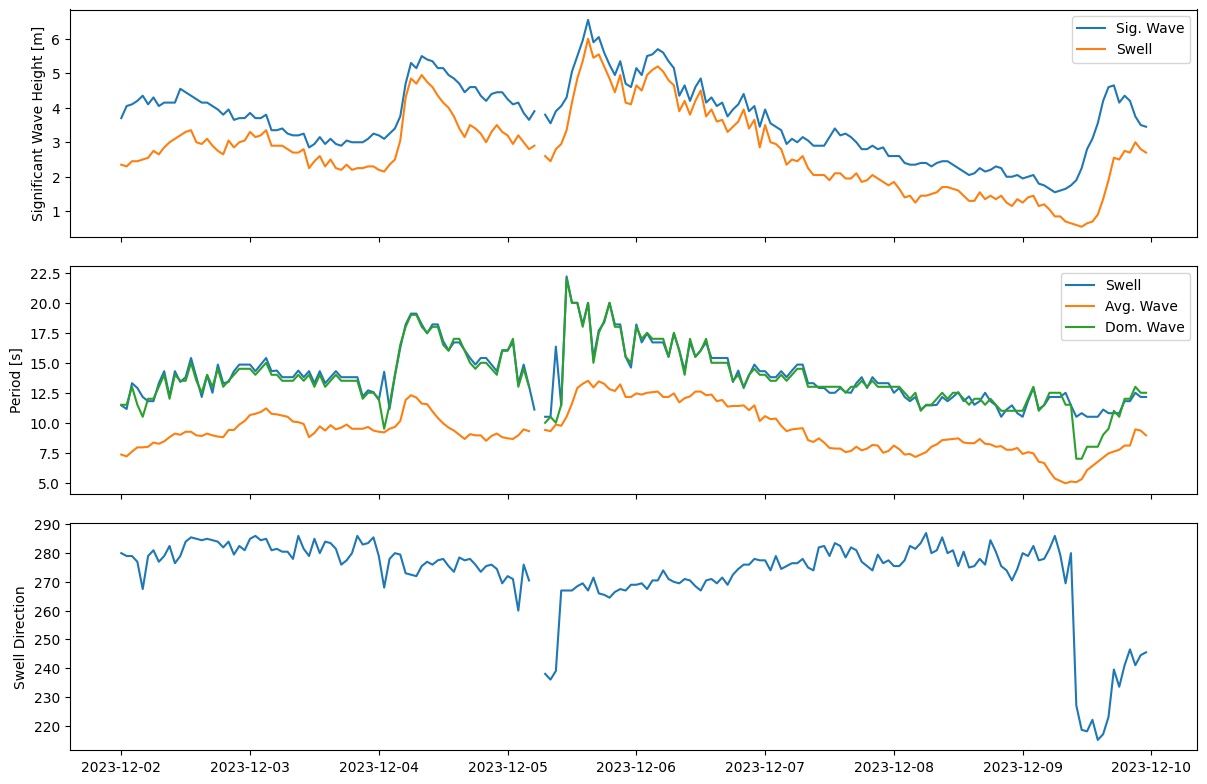 Significant Wave Height [m]
6
5
4
3
2
1
Sig. Wave
Swell
Period [s]
22.5
20.0
17.5
15.0
12.5
10.0
7.5
5.0
Swell
Avg. Wave
Dom. Wave
Swell Direction
290
280
270
260
250
240
230
220
2023-12-02 2023-12-03 2023-12-04 2023-12-05 2023-12-06 2023-12-07 2023-12-08 2023-12-09 2023-12-10